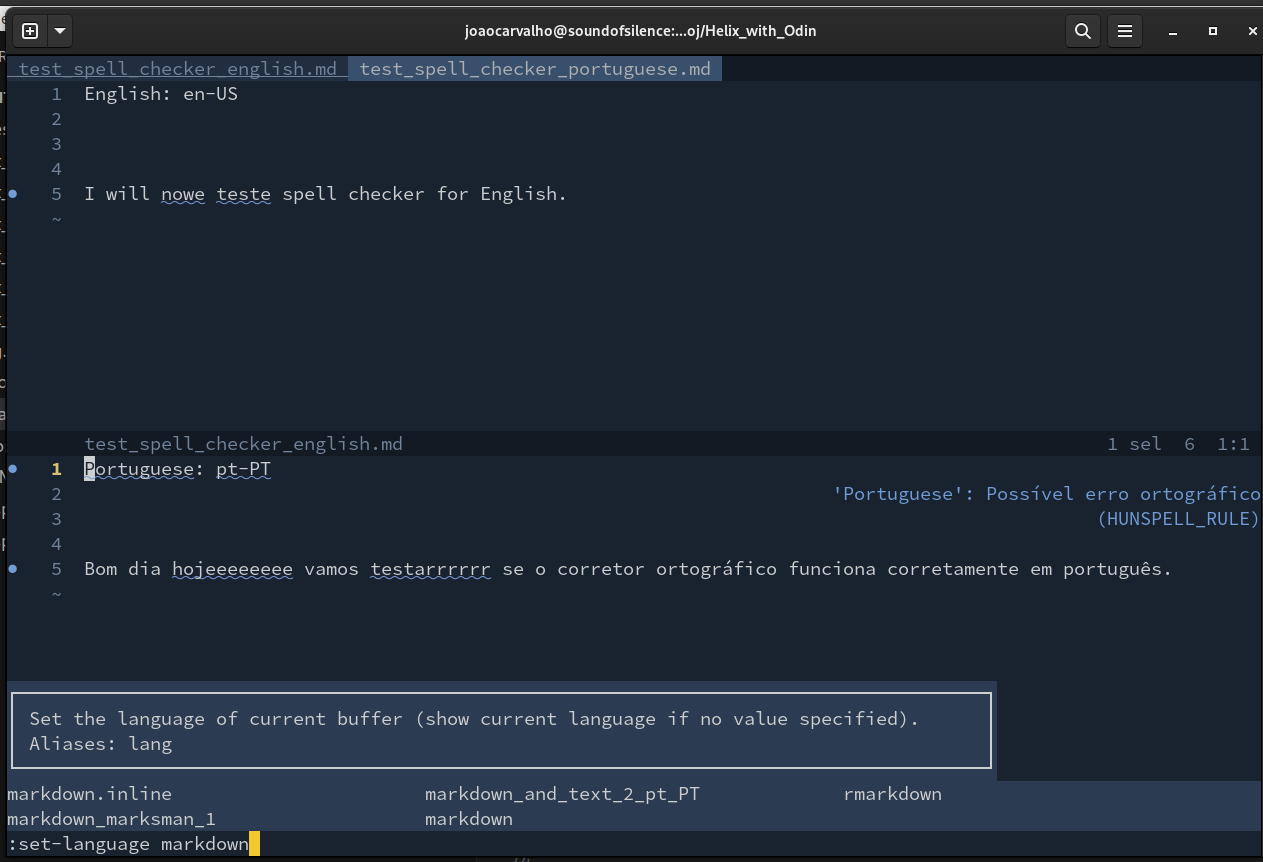 joaocarvalho@soundofsilence:...oj/Helix_with_Odin
test_spell_checker_english.md test_spell_checker_portuguese.md
1 English: en-US
2
3
4
5 I will nowe teste spell checker for English.
~
test_spell_checker_english.md 1 sel 6 1:1
1 Portuguese: pt-PT
2 'Portuguese': Possível erro ortográfico
3 (HUNSPELL_RULE)
4
5 Bom dia hojeeeeeeee vamos testarrrrrr se o corretor ortográfico funciona corretamente em português.
~
Set the language of current buffer (show current language if no value specified).
Aliases: lang
markdown.inline markdown_and_text_2_pt_PT rmarkdown
markdown_marksman_1 markdown
:set-language markdown